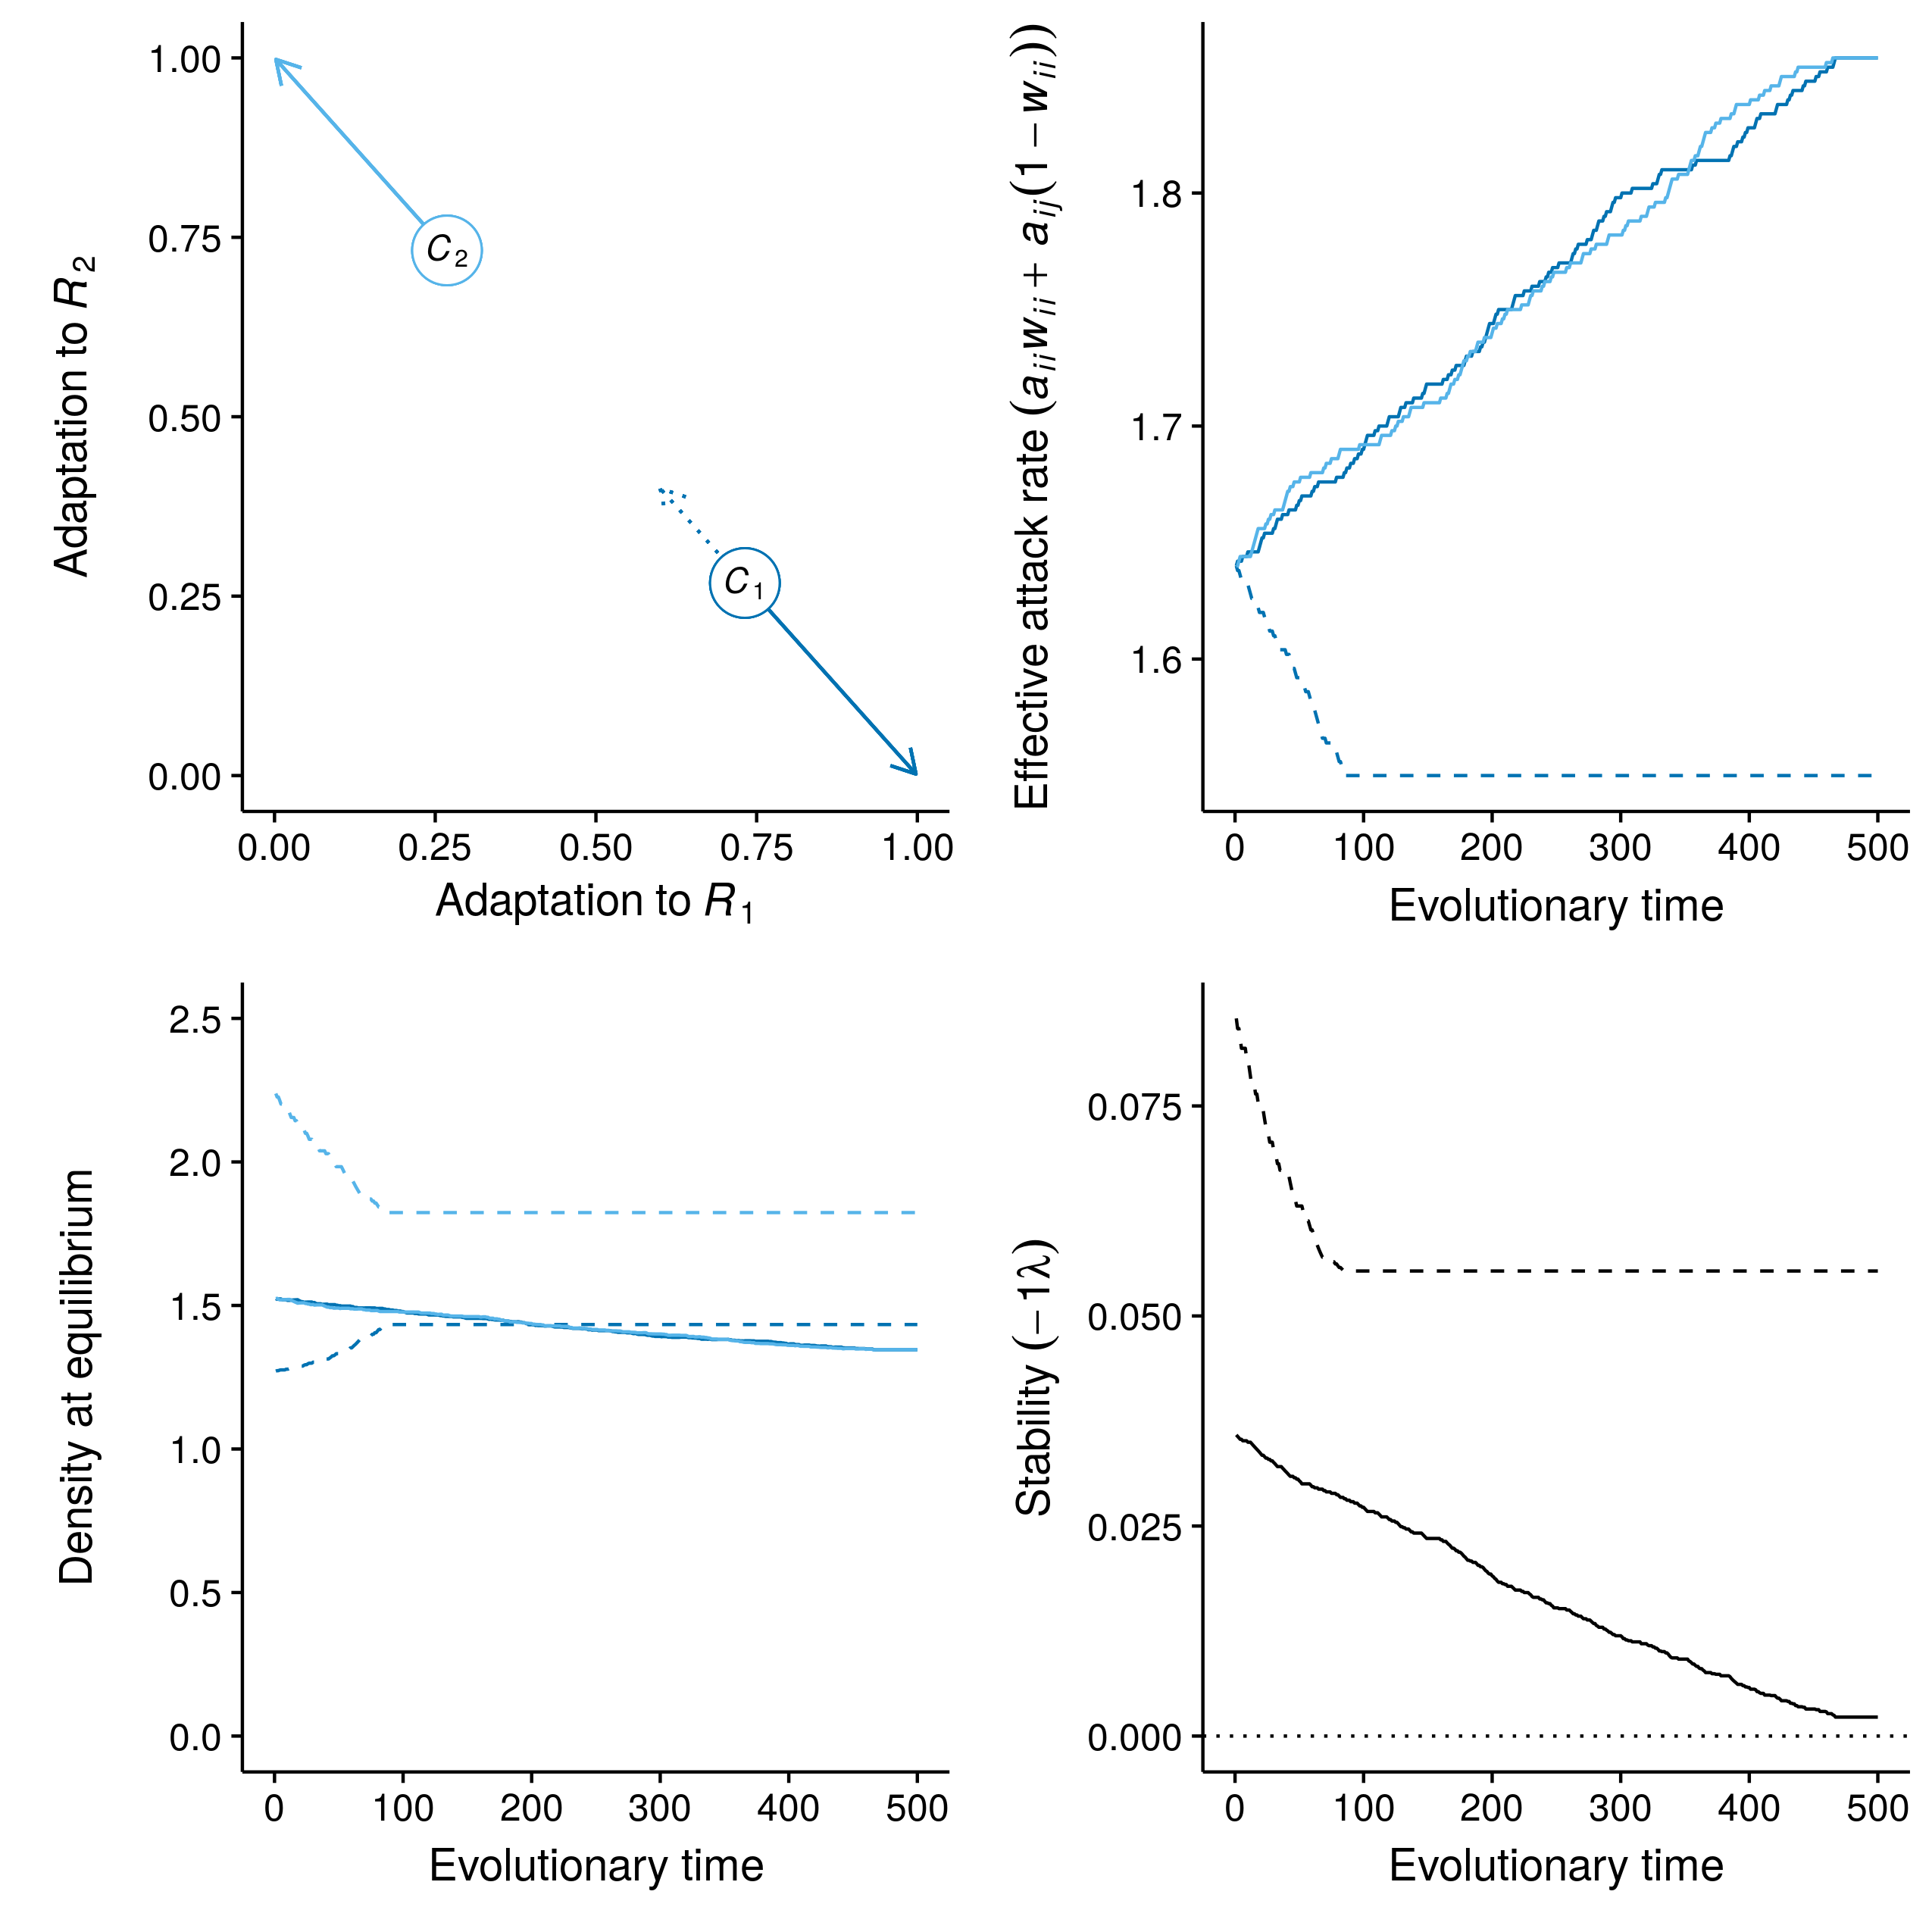 Adaptation to R2
1.00
0.75
0.50
0.25
0.00
C2
C1
0.00 0.25 0.50 0.75 1.00
Adaptation to R1
Effective attack rate (aiiwii + aij(1 − wii))
1.8
1.7
1.6
0 100 200 300 400 500
Evolutionary time
Density at equilibrium
2.5
2.0
1.5
1.0
0.5
0.0
0 100 200 300 400 500
Evolutionary time
Stability (− 1λ)
0.075
0.050
0.025
0.000
0 100 200 300 400 500
Evolutionary time